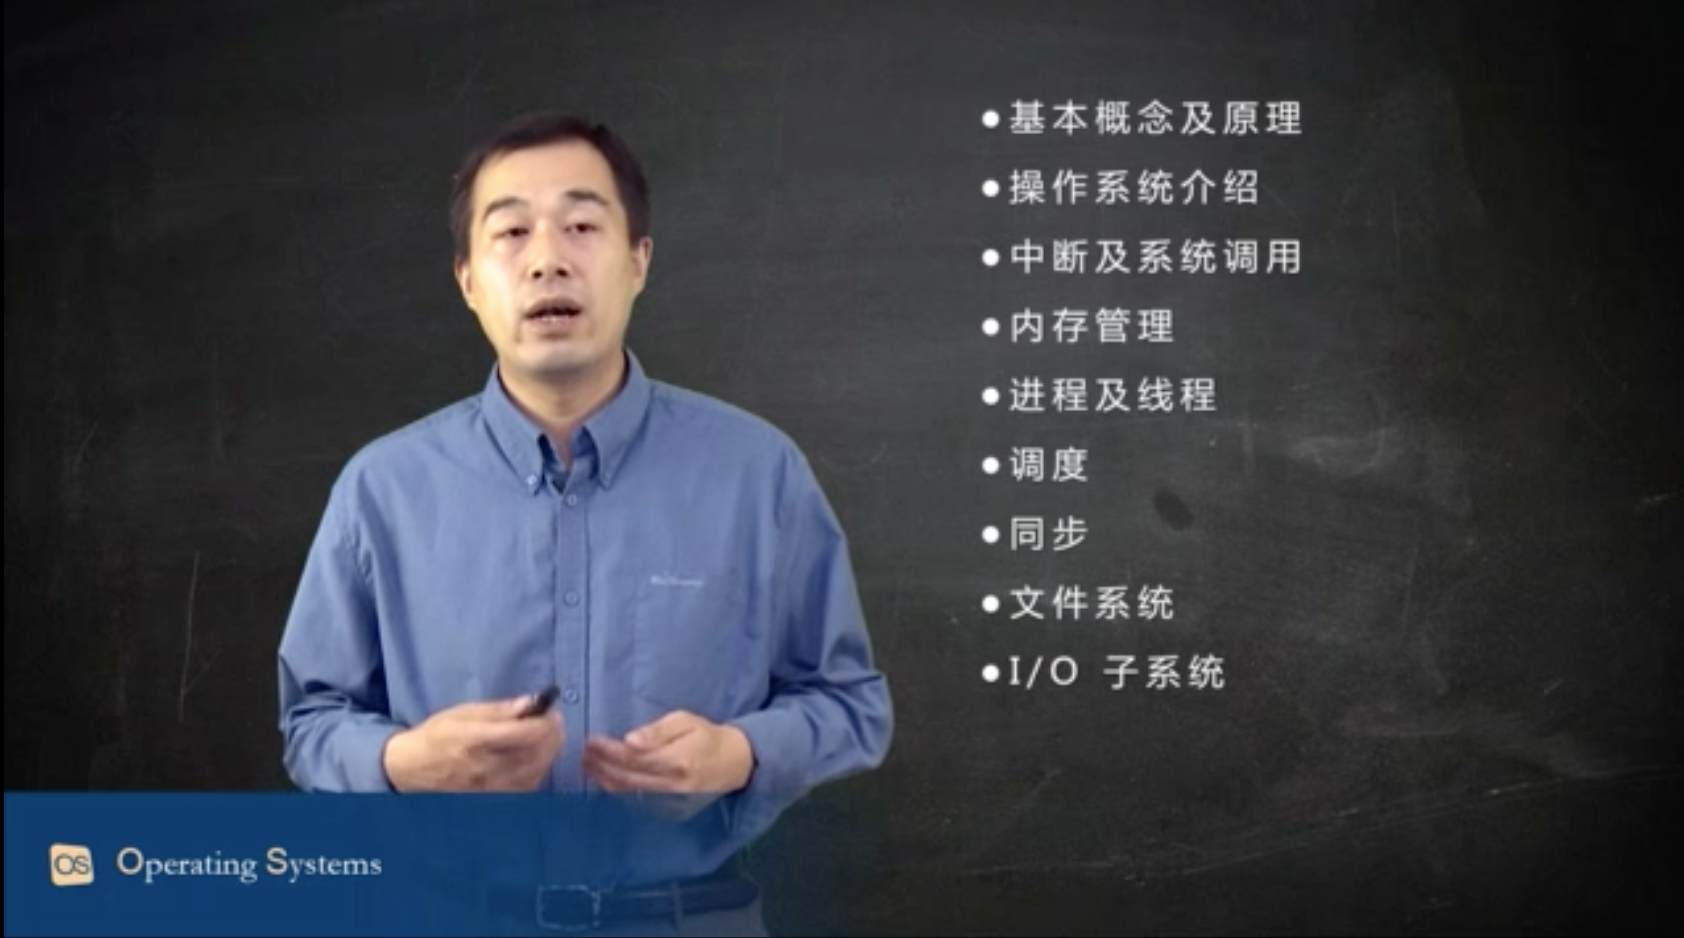 ●基本概念及原理
●操作系统介绍
●中断及系统调用
●内存管理
●进程及线程
●调度
●同步
●文件系统
●I/O 子系统
OS Operating Systems